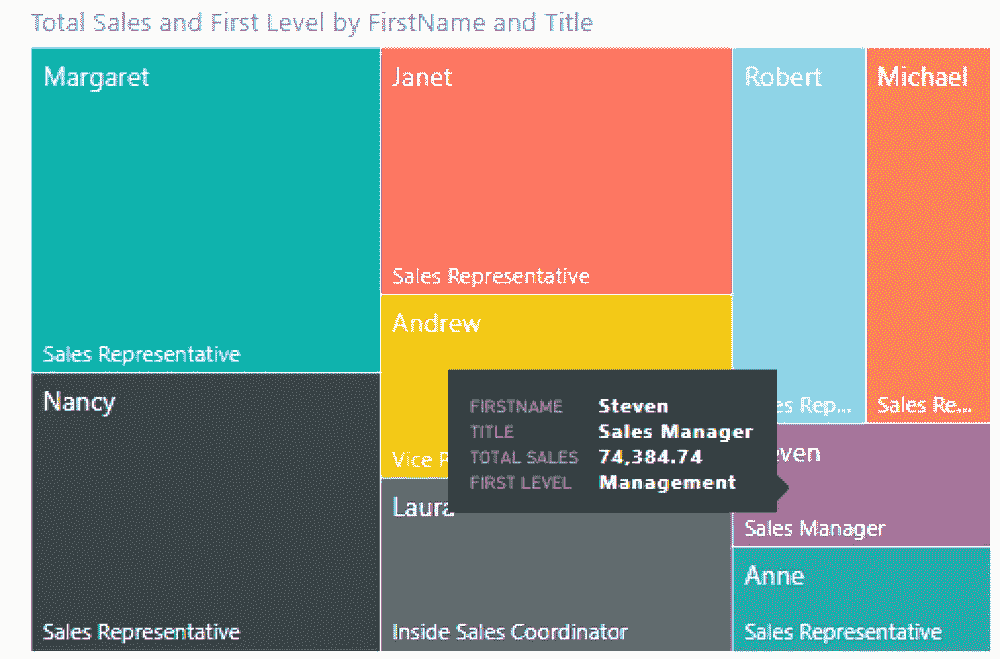 Total Sales and First Level by FirstName and Title
Margaret
Sales Representative
Nancy
Sales Representative
Janet
Sales Representative
Andrew
Vice P
Laura
Inside Sales Coordinator
Robert
es Rep...
Michael
Sales Re...
FIRSTNAME Steven
TITLE Sales Manager
TOTAL SALES 74,384.74
FIRST LEVEL Management
even
Sales Manager
Anne
Sales Representative